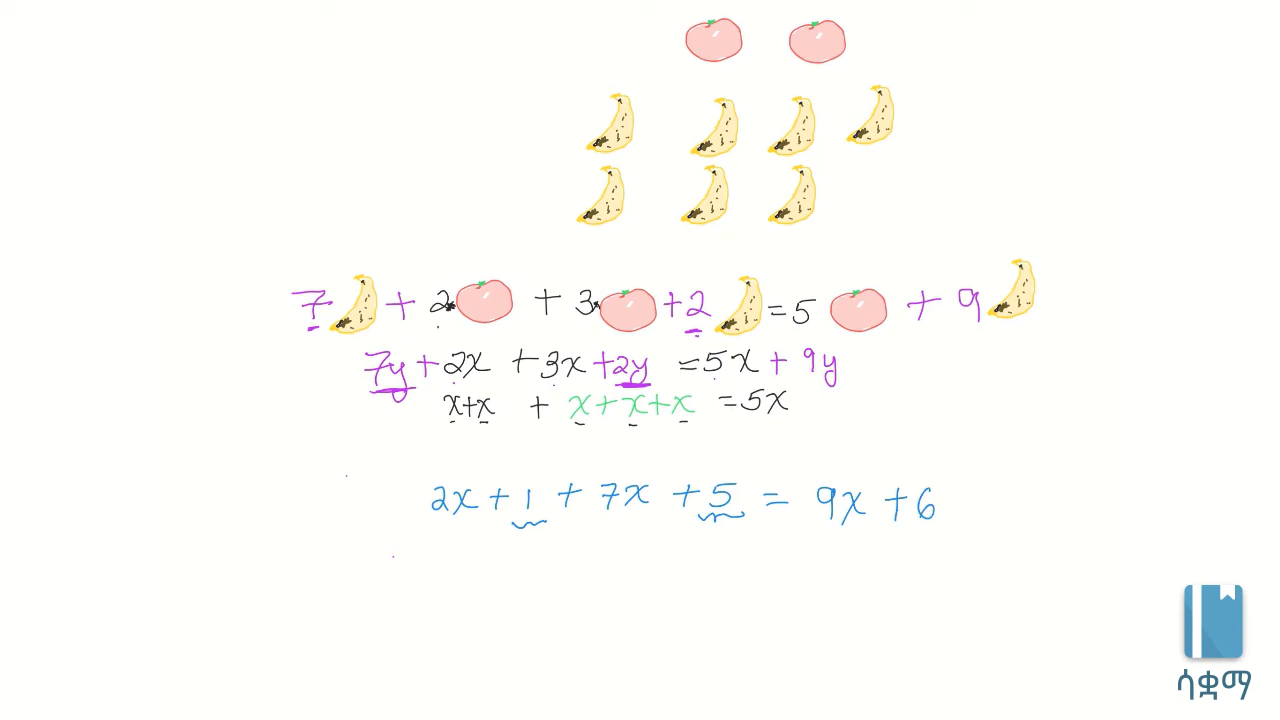 7 + 2 + 3 + 2 = 5 + 9
7y + 2x + 3x + 2y = 5x + 9y
x + x + x + x + x = 5x
2x + 1 + 7x + 5 = 9x + 6
ሳቋማ